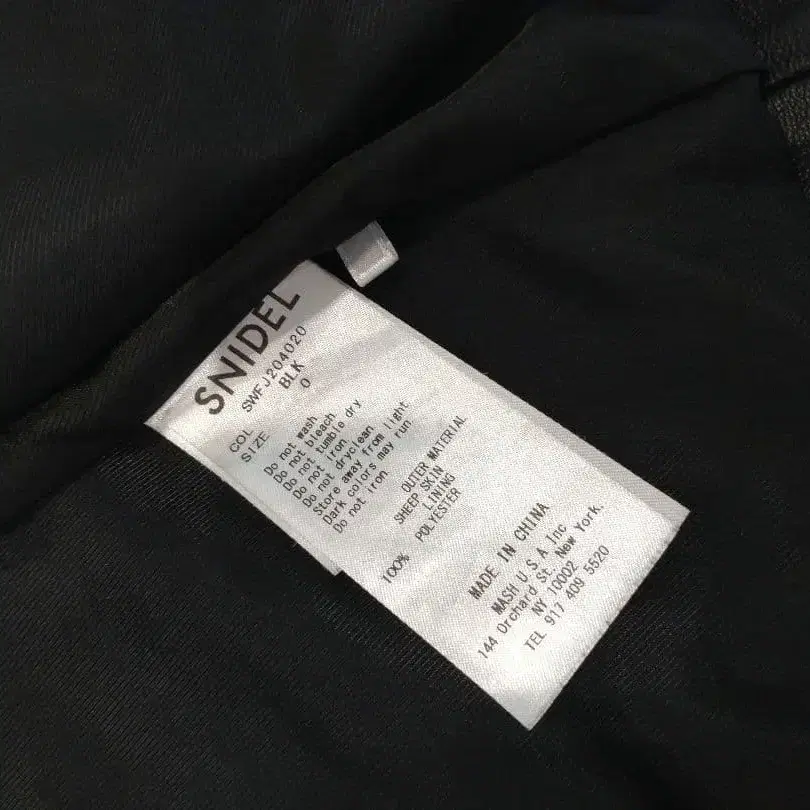 SNIDEL
SWFJ204020
COL BLK
SIZE 0
Do not wash
Do not bleach
Do not tumble dry
Do not iron
Do not dryclean
Store away from light
Dark colors may run
Do not iron
OUTER MATERIAL
SHEEP SKIN
LINING
100% POLYESTER
MADE IN CHINA
MASH U S A Inc
144 Orchard St. New York.
NY 10002
TEL 917 409 5520